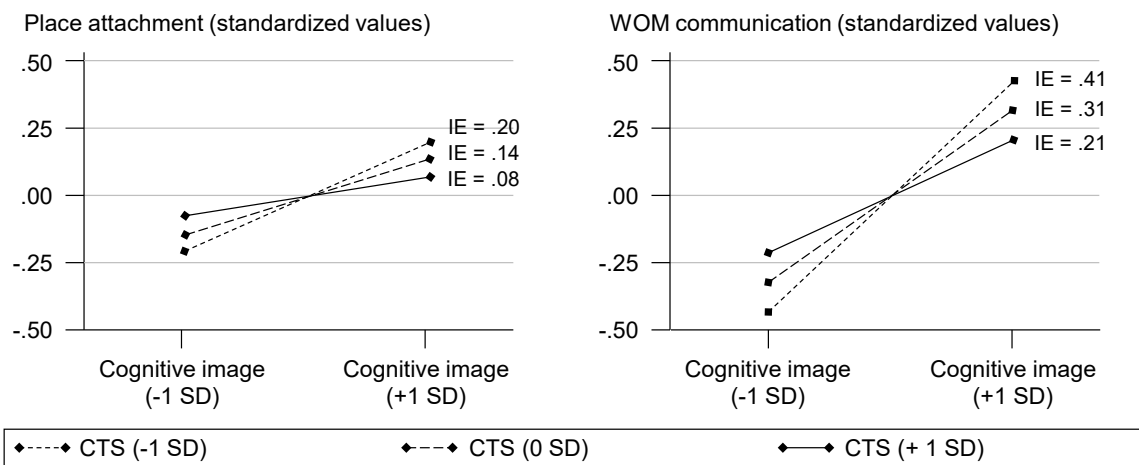 Place attachment (standardized values)
.50
.25
.00
-.25
-.50
IE = .20
IE = .14
IE = .08
Cognitive image
(-1 SD)
Cognitive image
(+1 SD)
WOM communication (standardized values)
.50
.25
.00
-.25
-.50
IE = .41
IE = .31
IE = .21
Cognitive image
(-1 SD)
Cognitive image
(+1 SD)
CTS (-1 SD)
CTS (0 SD)
CTS (+ 1 SD)